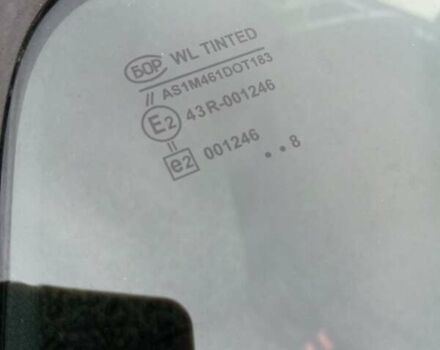 БОР WL TINTED
// AS1M461DOT183
E2 43R-001246
=
e2 001246
• • 8